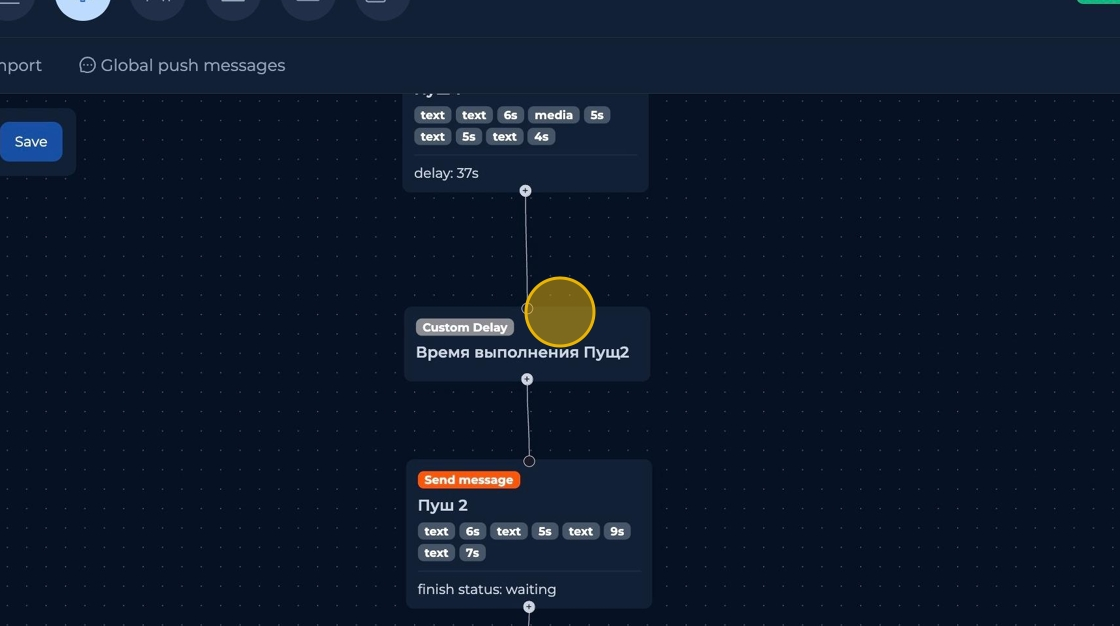 Global push messages
Save
text text 6s media 5s
text 5s text 4s
delay: 37s
Custom Delay
Время выполнения Пущ2
Send message
Пуш 2
text 6s text 5s text 9s
text 7s
finish status: waiting